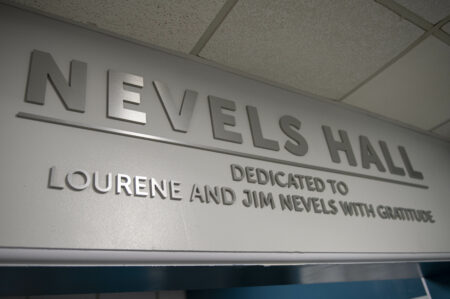 NEVELS HALL
DEDICATED TO
LOURENE AND JIM NEVELS WITH GRATITUDE